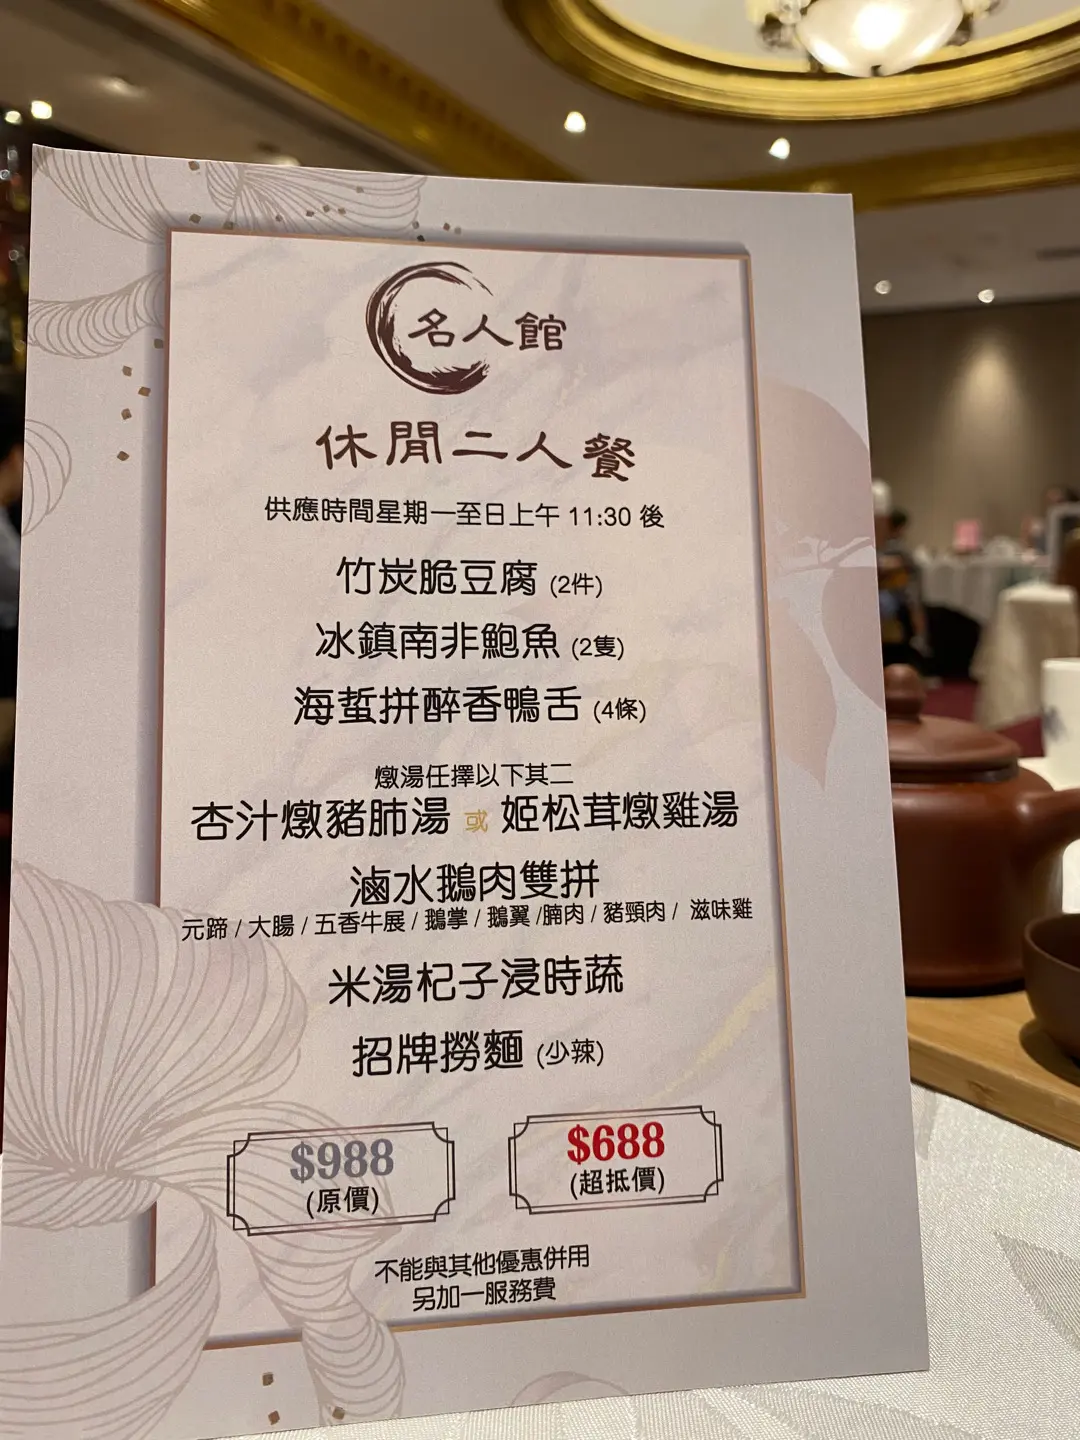 名人館
休閒二人餐
供應時間星期一至日上午 11:30 後
竹炭脆豆腐 (2件)
冰鎮南非鮑魚 (2隻)
海蜇拼醉香鴨舌 (4條)
燉湯任擇以下其二
杏汁燉豬肺湯 或 姬松茸燉雞湯
滷水鵝肉雙拼
元蹄 / 大腸 / 五香牛展 / 鵝掌 / 鵝翼 /腩肉 / 豬頸肉 / 滋味雞
米湯杞子浸時蔬
招牌撈麵 (少辣)
$988
(原價)
$688
(超抵價)
不能與其他優惠併用
另加一服務費